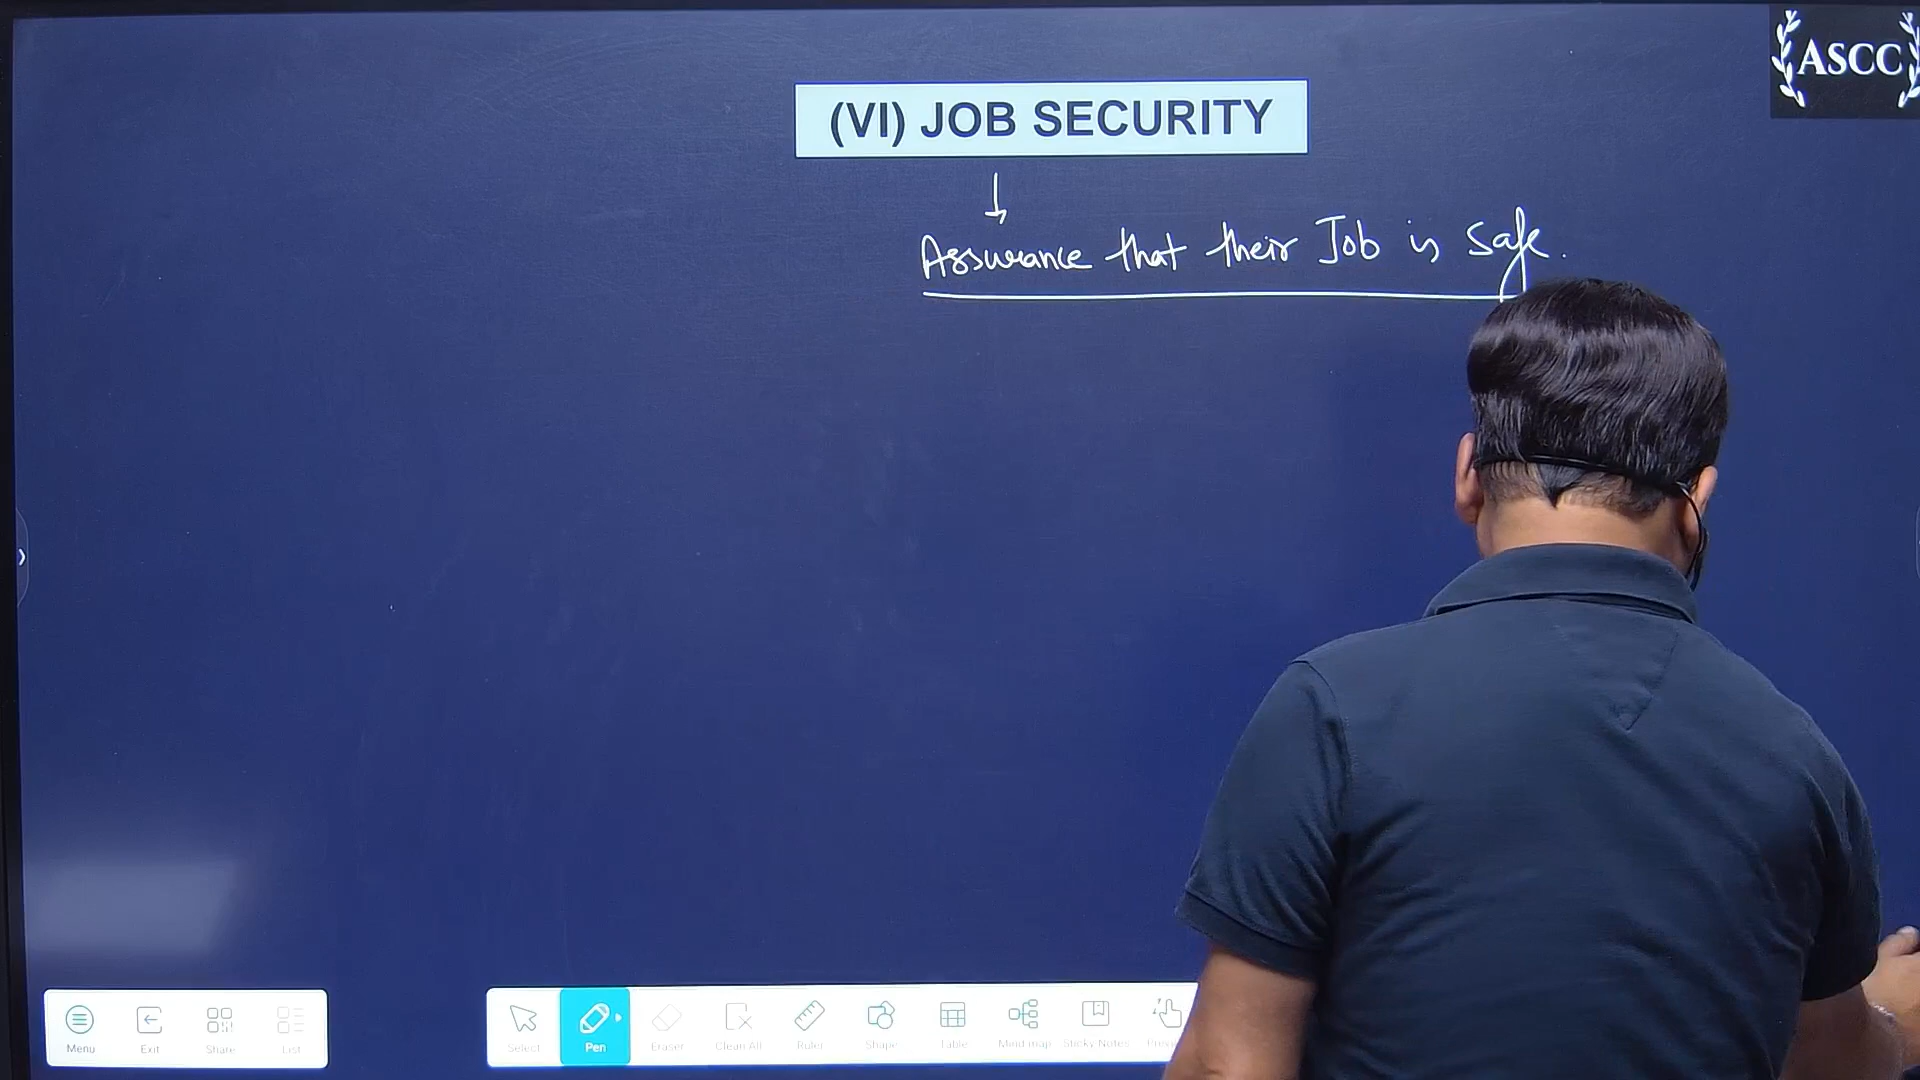 ASCC
(VI) JOB SECURITY
Assurance that their Job is safe.
Menu
Exit
Share
List
Select
Pen
Eraser
Clean All
Ruler
Shape
Table
Mind map
Sticky Notes